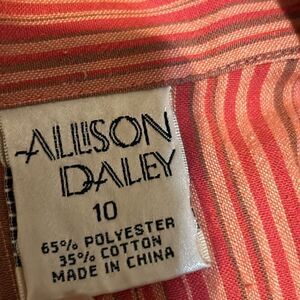 ALLISON
DALEY
10
65% POLYESTER
35% COTTON
MADE IN CHINA